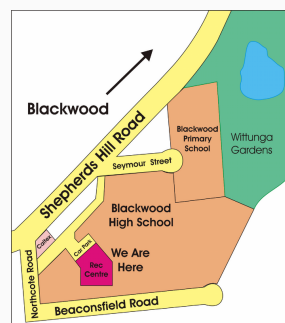 Blackwood
Shepherds Hill Road
Blackwood
Primary
School
Wittunga
Gardens
Seymour Street
Blackwood
High School
Caltex
Car Park
We Are
Here
Rec
Centre
Northcote Road
Beaconsfield Road